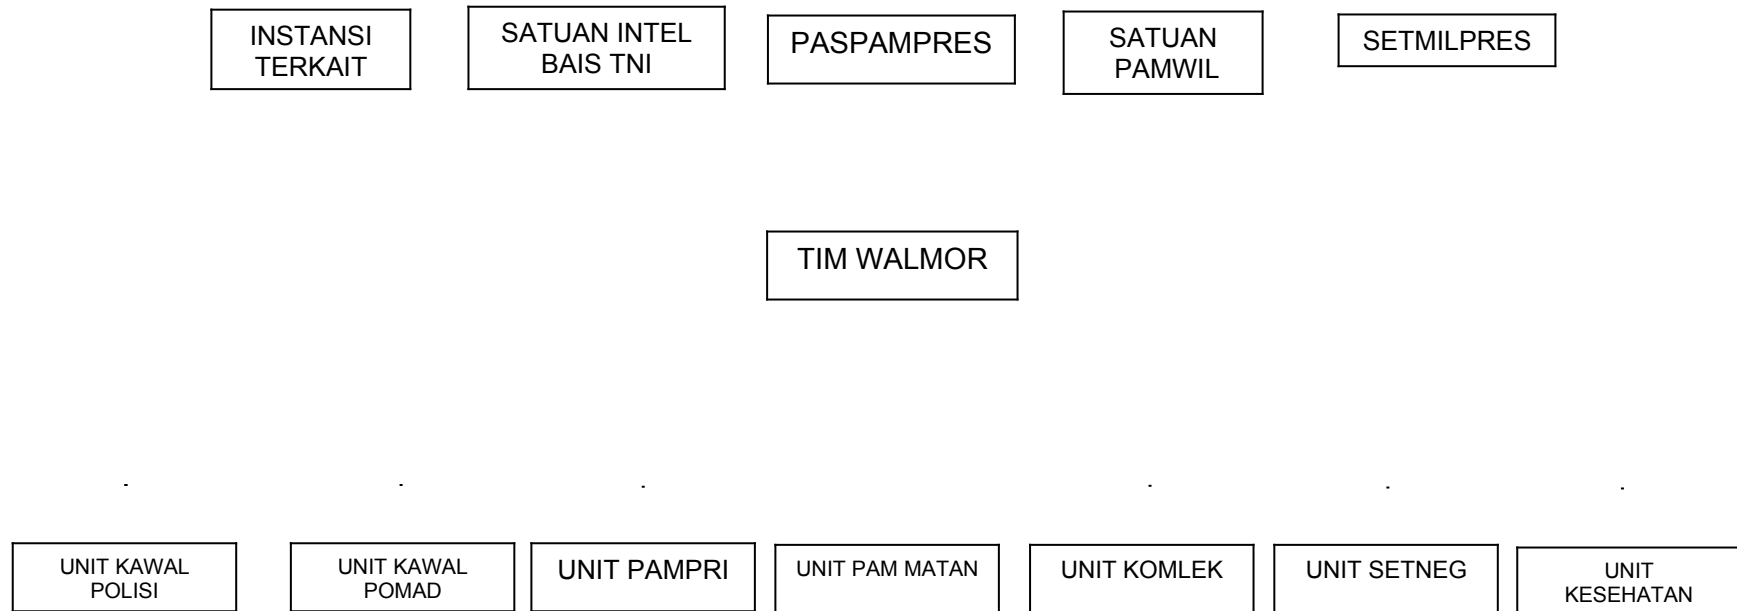 INSTANSI
TERKAIT
SATUAN INTEL
BAIS TNI
PASPAMPRES
SATUAN
PAMWIL
SETMILPRES
TIM WALMOR
UNIT KAWAL
POLISI
UNIT KAWAL
POMAD
UNIT PAMPRI
UNIT PAM MATAN
UNIT KOMLEK
UNIT SETNEG
UNIT
KESEHATAN